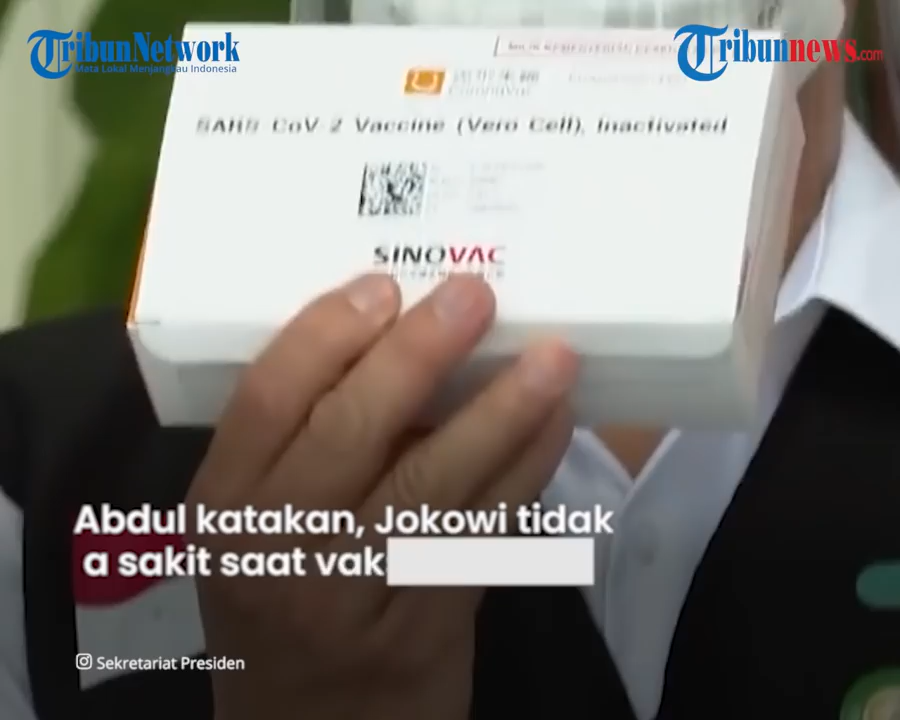 TribunNetwork
Mata Lokal Menjangkau Indonesia
Tribunnews.com
SARS CoV 2 Vaccine (Vero Cell), Inactivated
SINOVAC
Abdul katakan, Jokowi tidak
a sakit saat vak
Sekretariat Presiden